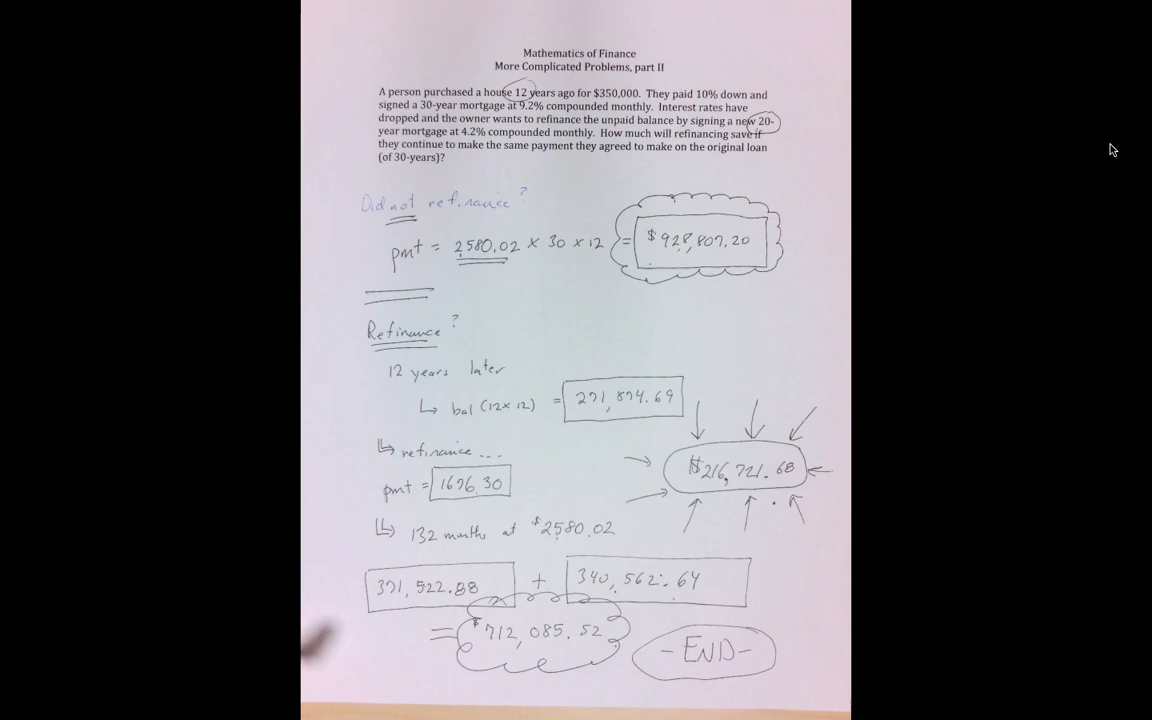 Mathematics of Finance
More Complicated Problems, part II
A person purchased a house 12 years ago for $350,000. They paid 10% down and
signed a 30-year mortgage at 9.2% compounded monthly. Interest rates have
dropped and the owner wants to refinance the unpaid balance by signing a new 20-
year mortgage at 4.2% compounded monthly. How much will refinancing save if
they continue to make the same payment they agreed to make on the original loan
(of 30-years)?
Did not refinance?
pmt = 2580.02 × 30 × 12 = $928,807.20
Refinance?
12 years later
↳ bal (12×12) = 271,874.69
↳ refinance...
pmt = 1676.30
$216,721.68
↳ 132 months at $2580.02
371,522.88 + 340,562.64
= $712,085.52
-END-